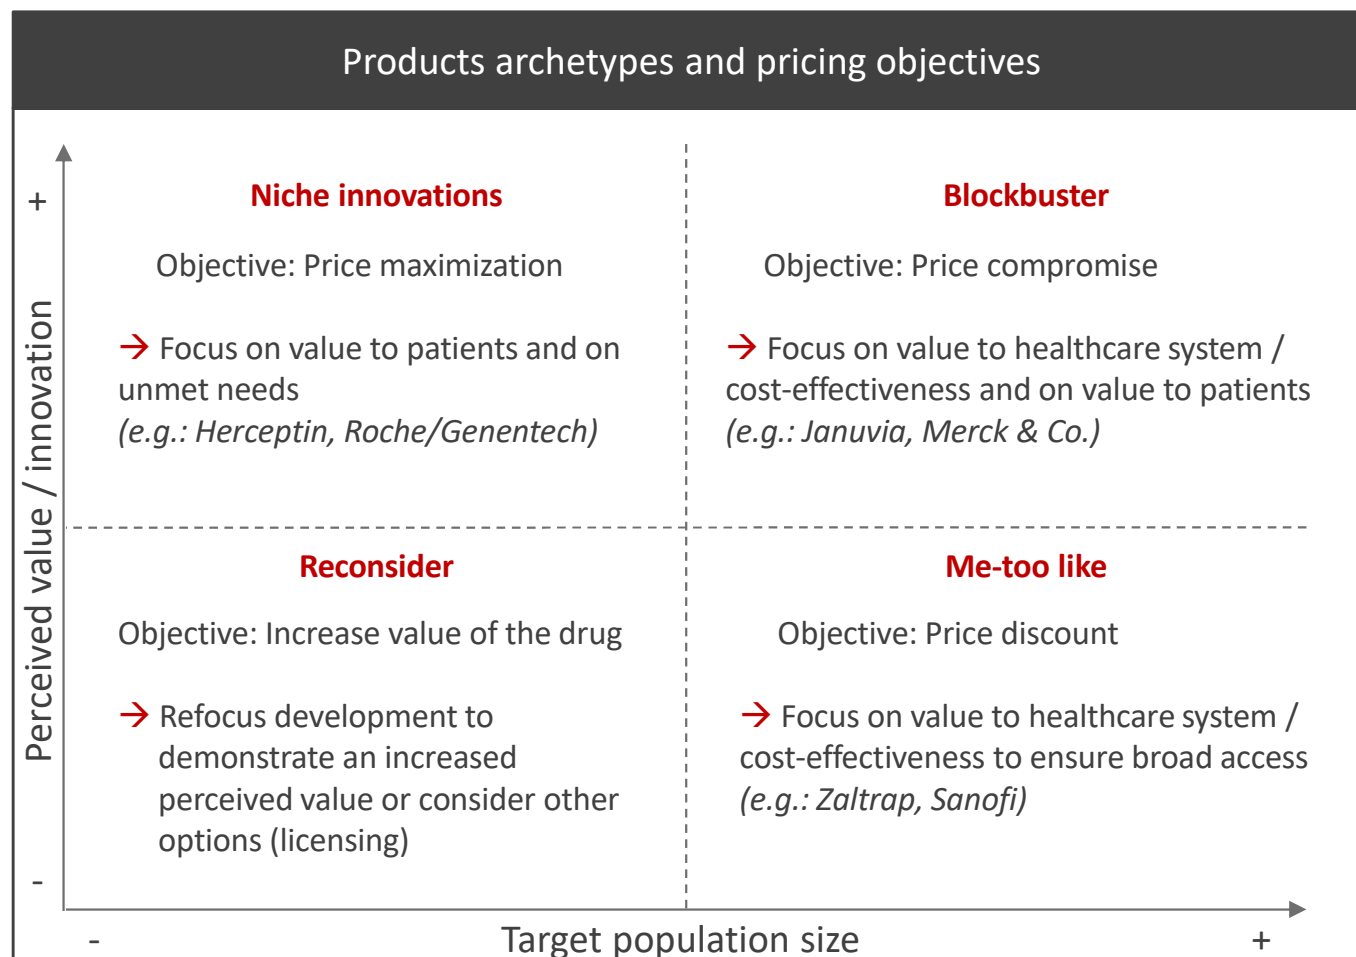 Products archetypes and pricing objectives
+
Niche innovations
Objective: Price maximization
→ Focus on value to patients and on
unmet needs
(e.g.: Herceptin, Roche/Genentech)
Blockbuster
Objective: Price compromise
→ Focus on value to healthcare system /
cost-effectiveness and on value to patients
(e.g.: Januvia, Merck & Co.)
Perceived value / innovation
Reconsider
Objective: Increase value of the drug
→ Refocus development to
demonstrate an increased
perceived value or consider other
options (licensing)
Me-too like
Objective: Price discount
→ Focus on value to healthcare system /
cost-effectiveness to ensure broad access
(e.g.: Zaltrap, Sanofi)
-
-
Target population size
+